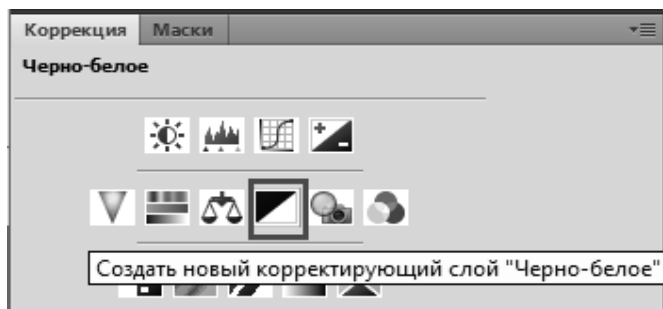 Коррекция Маски
Черно-белое
Создать новый корректирующий слой "Черно-белое"